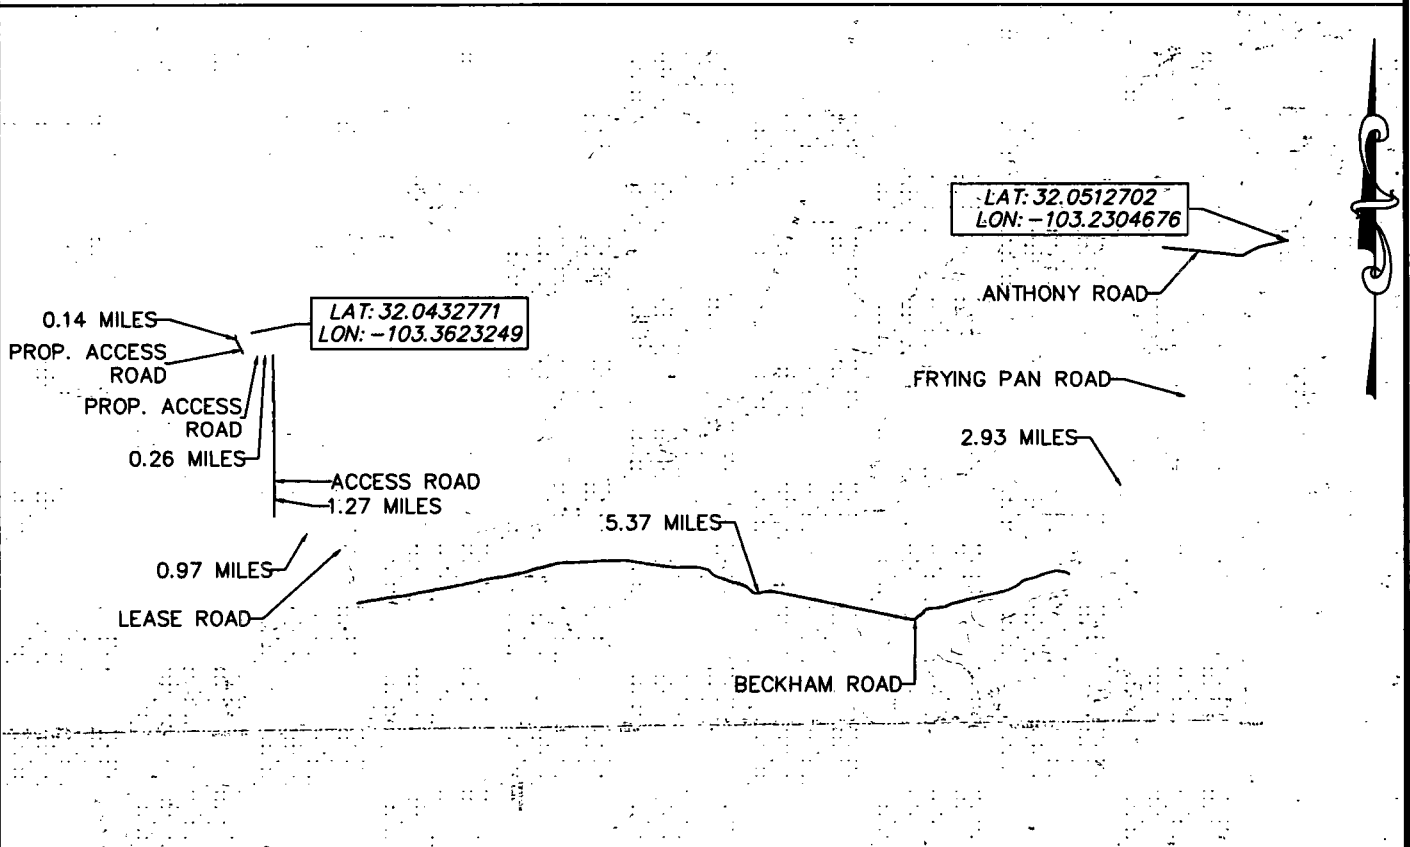 LAT: 32.0512702
LON: -103.2304676
ANTHONY ROAD
LAT: 32.0432771
LON: -103.3623249
0.14 MILES
PROP. ACCESS
ROAD
FRYING PAN ROAD
PROP. ACCESS
ROAD
2.93 MILES
0.26 MILES
ACCESS ROAD
1.27 MILES
5.37 MILES
0.97 MILES
LEASE ROAD
BECKHAM ROAD